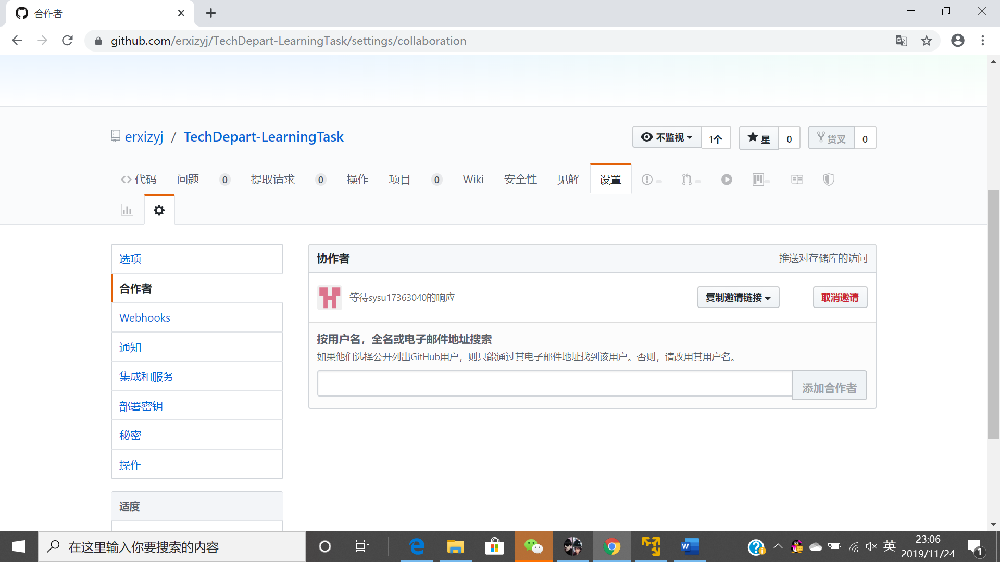 合作者
github.com/erxizyj/TechDepart-LearningTask/settings/collaboration
erxizyj / TechDepart-LearningTask
不监视 1个 星 0 货叉 0
代码 问题 0 提取请求 0 操作 项目 0 Wiki 安全性 见解 设置
选项
合作者
Webhooks
通知
集成和服务
部署密钥
秘密
操作
适度
协作者 推送对存储库的访问
等待sysu17363040的响应 复制邀请链接 取消邀请
按用户名，全名或电子邮件地址搜索
如果他们选择公开列出GitHub用户，则只能通过其电子邮件地址找到该用户。否则，请改用其用户名。
添加合作者
在这里输入你要搜索的内容
英
23:06
2019/11/24
1